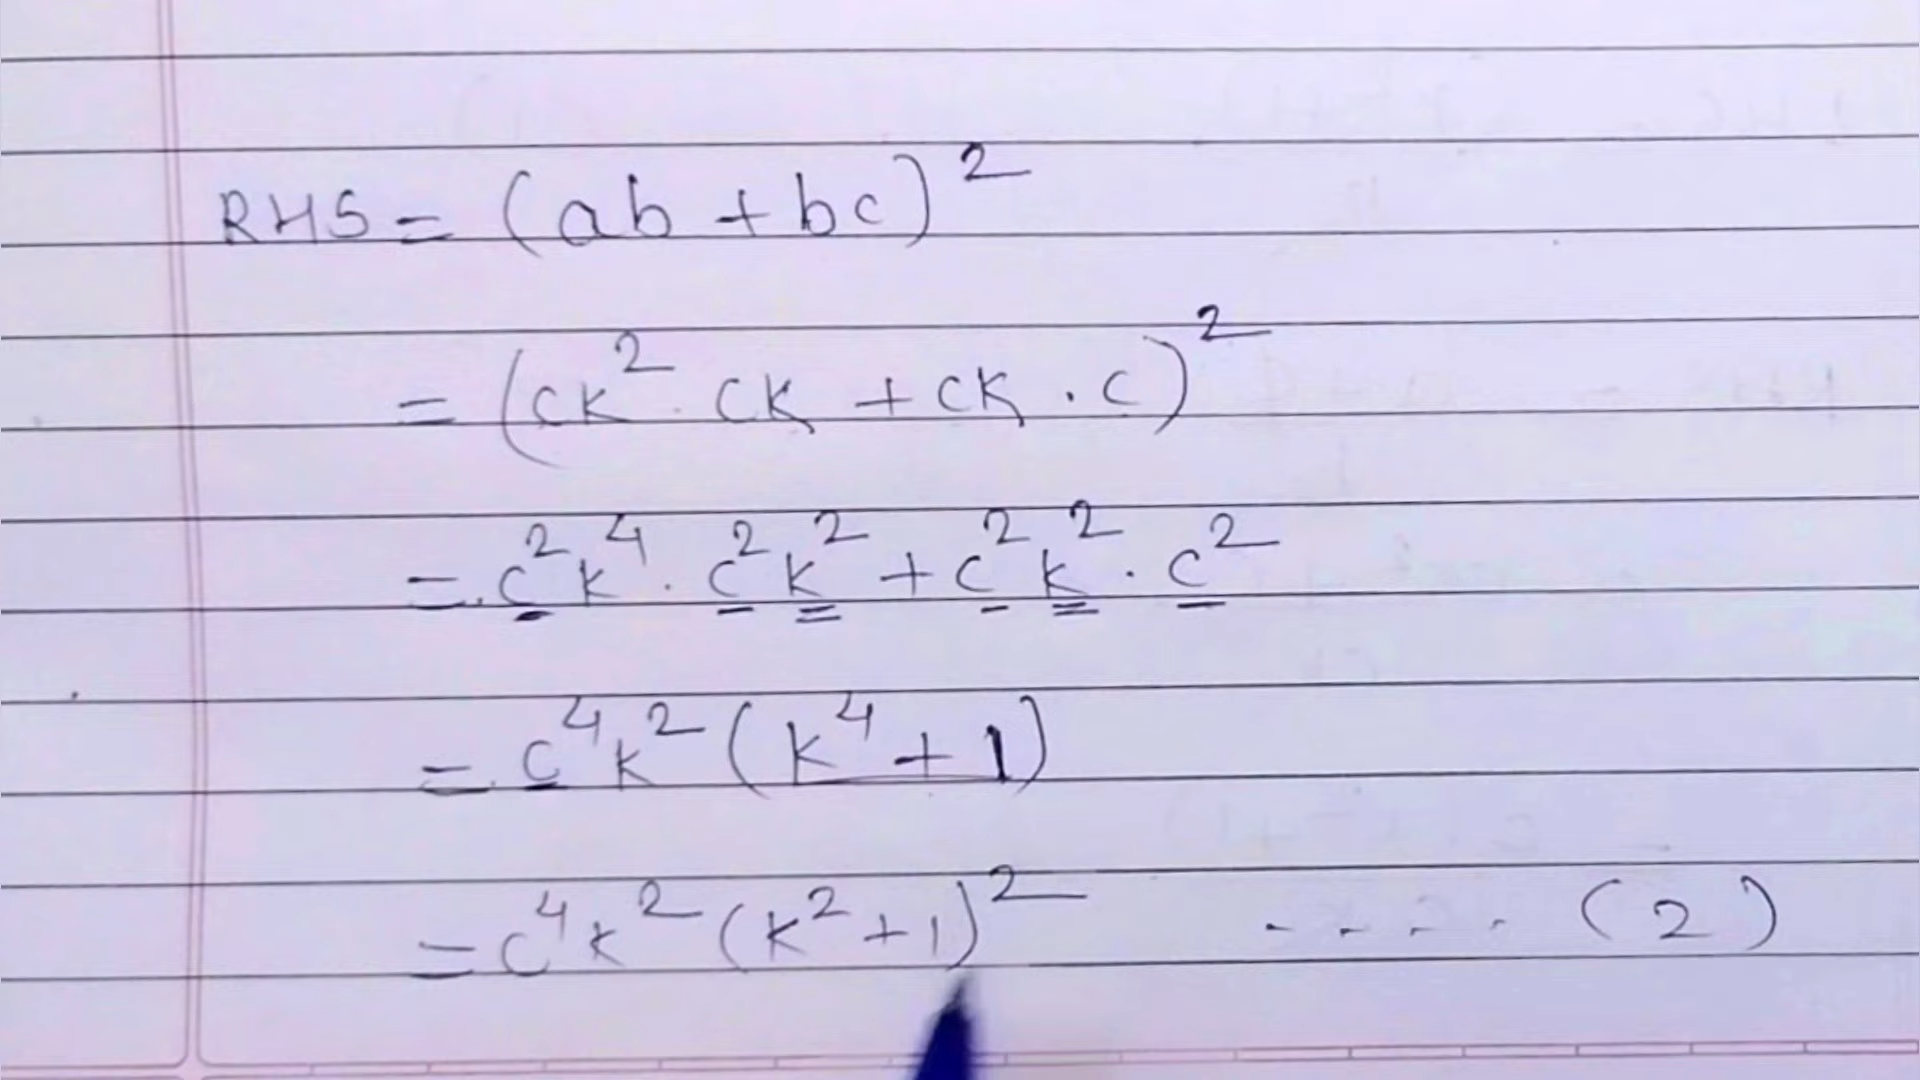 RHS = (ab + bc)²
= (ck² · ck + ck · c)²
= c²k⁴ · c²k² + c²k² · c²
= c⁴k² (k⁴ + 1)
= c⁴k² (k² + 1)² .... (2)